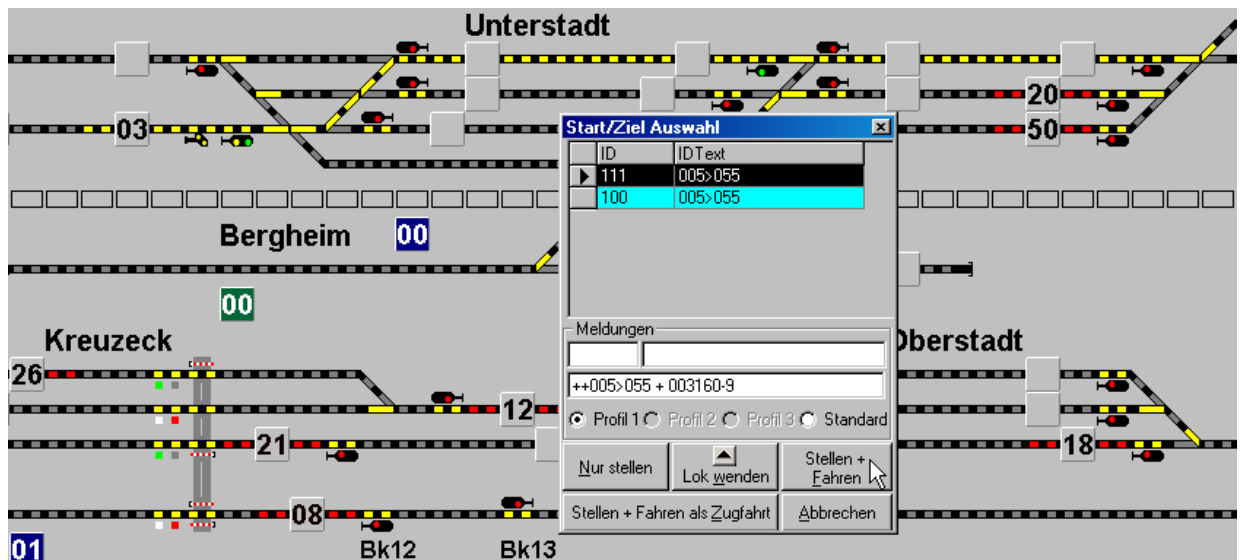 Unterstadt
20
03
50
Start/Ziel Auswahl
ID IDText
111 005>055
100 005>055
Bergheim 00
00
Kreuzeck
Meldungen
Oberstadt
26
++005>055 + 003160-9
12
Profil 1 Profil 2 Profil 3 Standard
21
18
Nur stellen
Lok wenden
Stellen +
Fahren
08
Stellen + Fahren als Zugfahrt Abbrechen
01
Bk12 Bk13